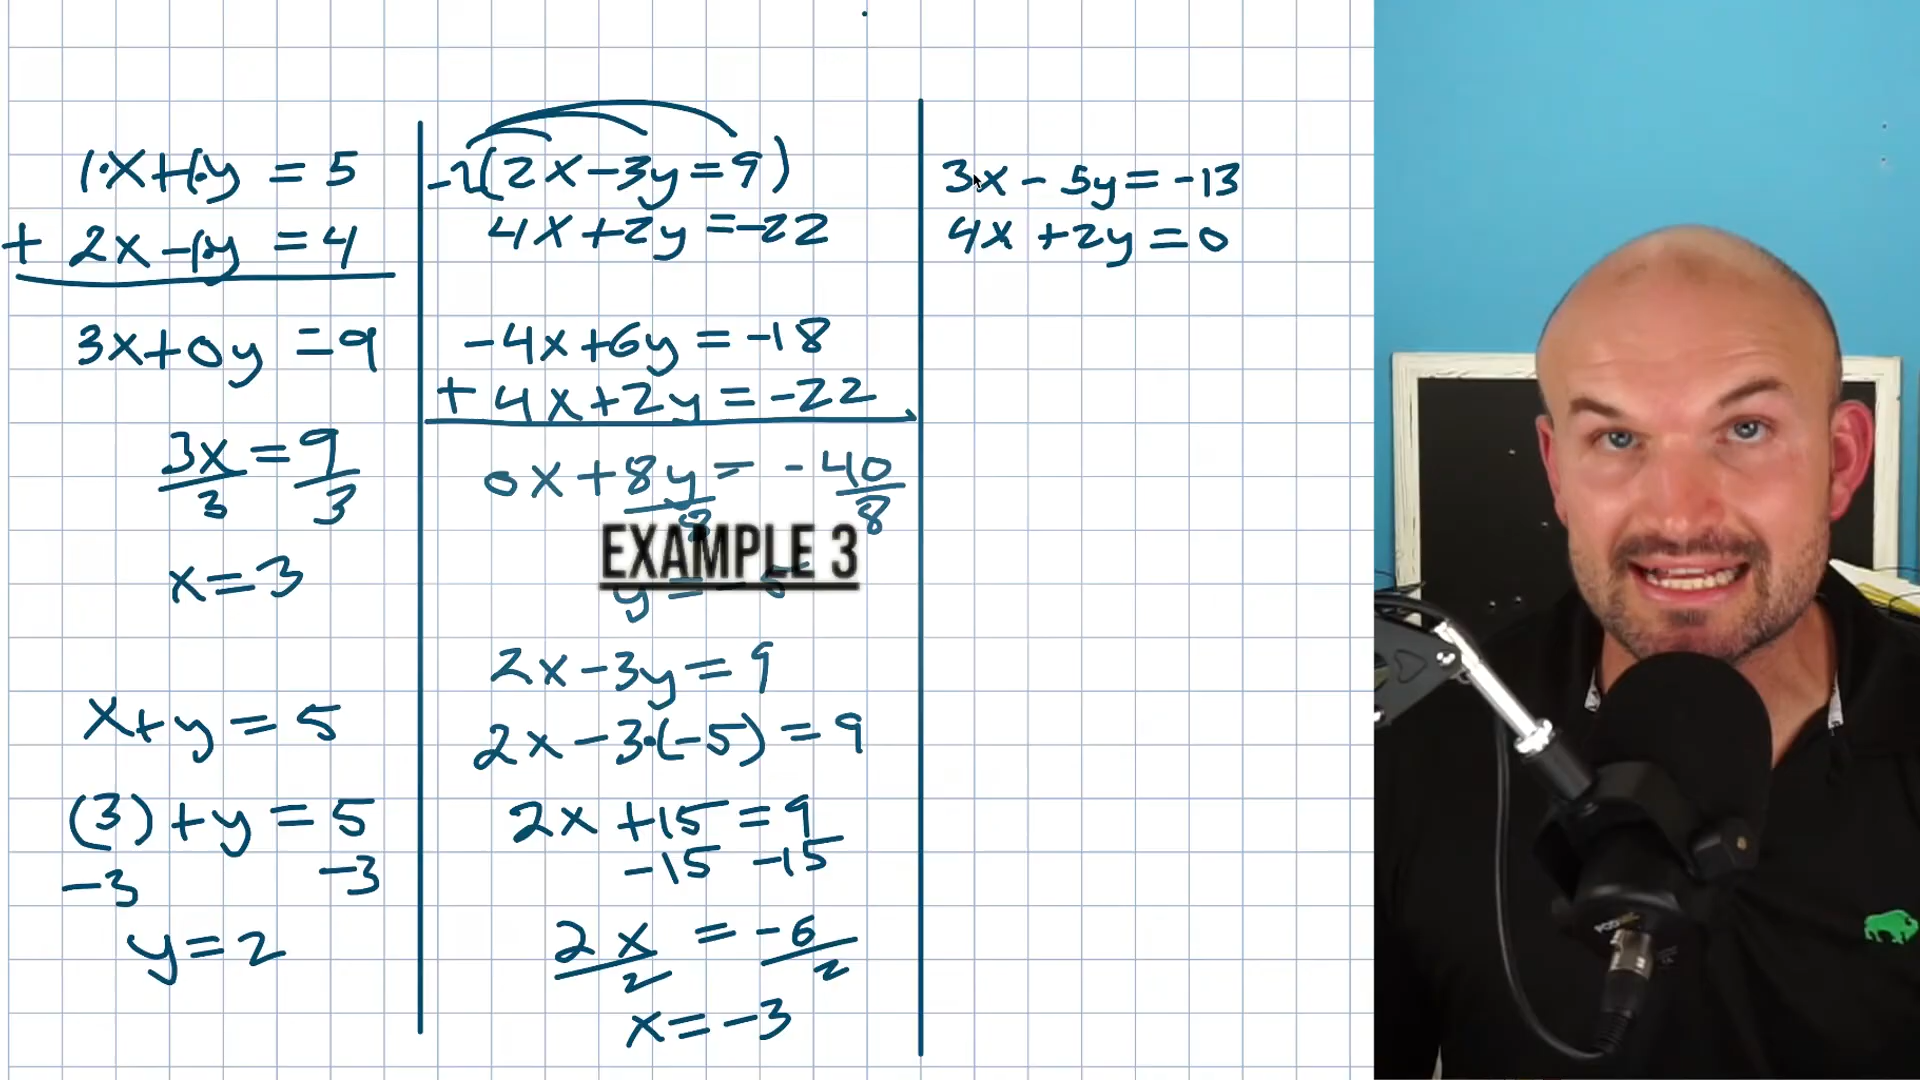 1·x+1·y = 5
+ 2x-1·y = 4
3x+0y = 9
3x = 9
3 3
x = 3
x+y = 5
(3)+y = 5
-3 -3
y = 2
-2(2x-3y = 9)
4x+2y = -22
-4x+6y = -18
+ 4x+2y = -22
0x+8y = -40
8 8
EXAMPLE 3
y = -5
2x-3y = 9
2x-3·(-5) = 9
2x+15 = 9
-15 -15
2x = -6
2 2
x = -3
3x-5y = -13
4x+2y = 0